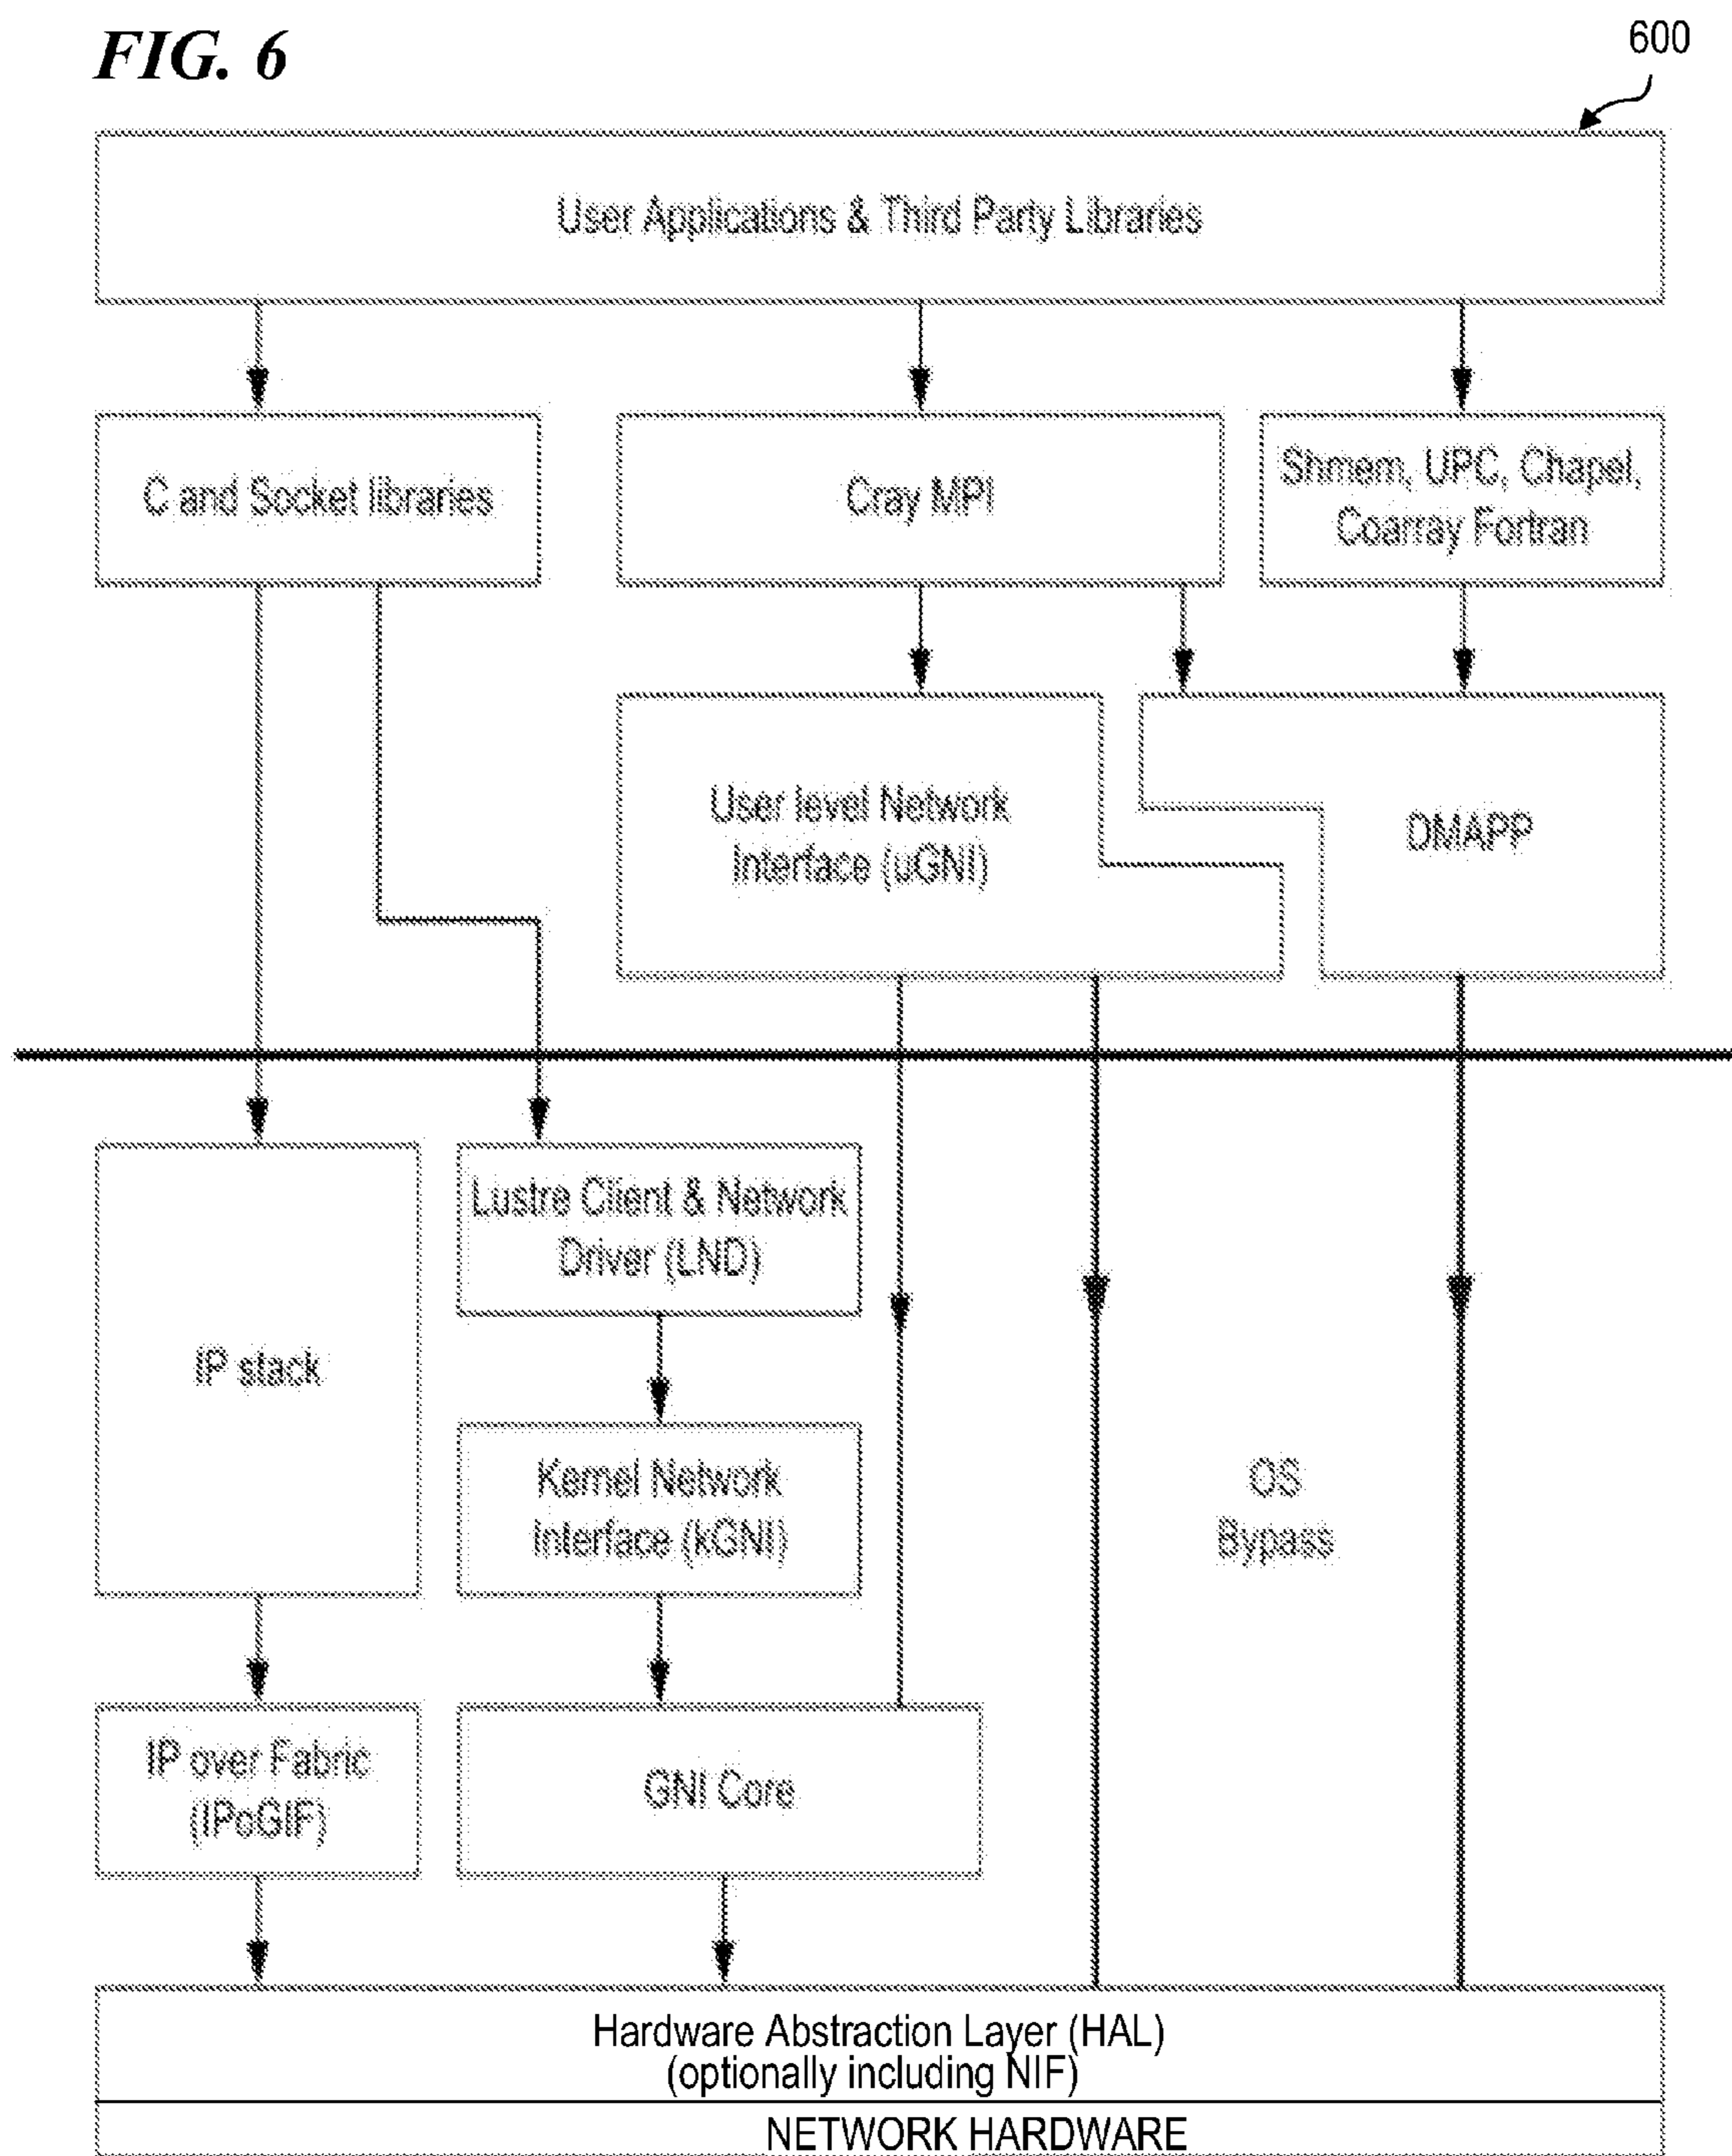 FIG. 6
600
User Applications & Third Party Libraries
C and Socket libraries
Cray MPI
Shmem, UPC, Chapel,
Coarray Fortran
User level Network
Interface (uGNI)
DMAPP
Lustre Client & Network
Driver (LND)
IP stack
Kernel Network
Interface (kGNI)
OS
Bypass
IP over Fabric
(IPoGIF)
GNI Core
Hardware Abstraction Layer (HAL)
(optionally including NIF)
NETWORK HARDWARE